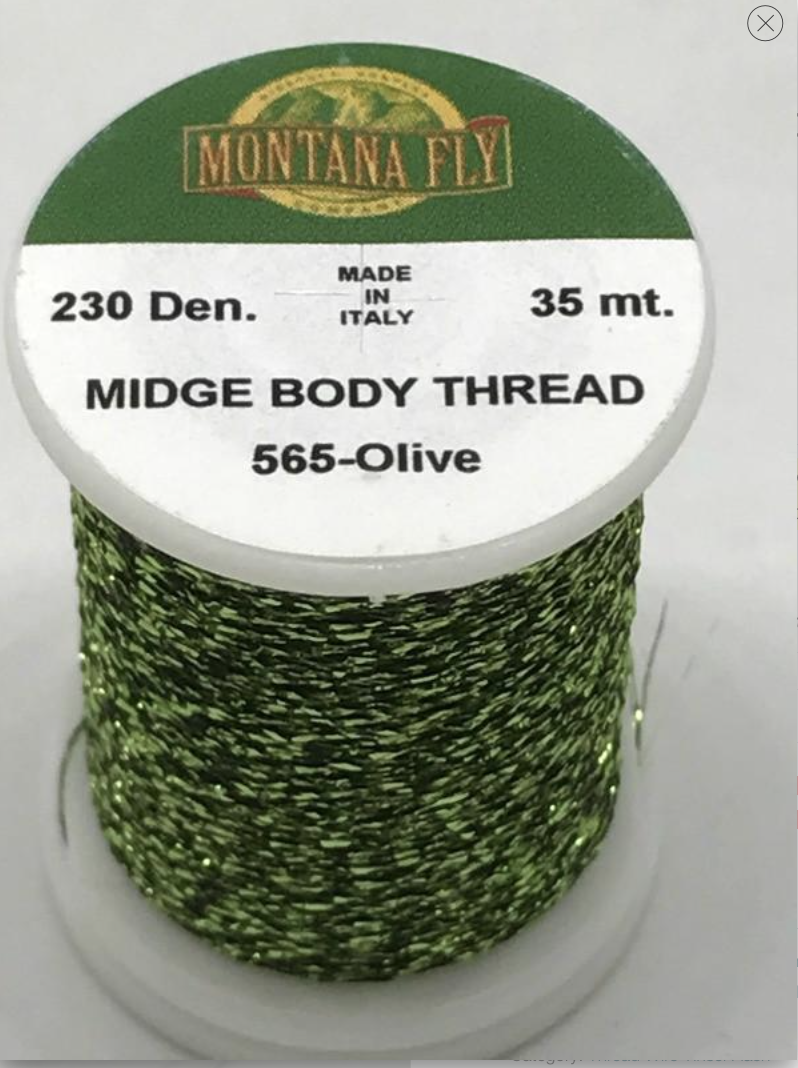 MONTANA FLY
230 Den.
MADE
IN
ITALY
35 mt.
MIDGE BODY THREAD
565-Olive